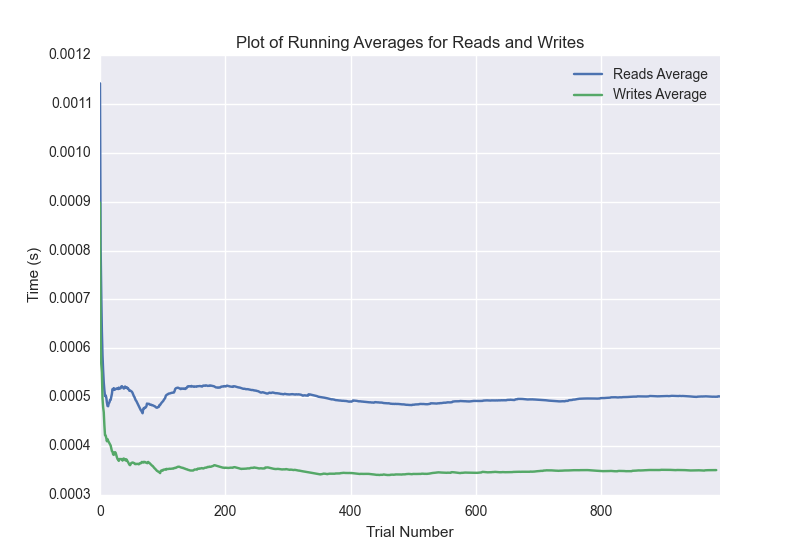 Plot of Running Averages for Reads and Writes
0.0012
0.0011
0.0010
0.0009
0.0008
0.0007
0.0006
0.0005
0.0004
0.0003
Time (s)
Reads Average
Writes Average
0 200 400 600 800
Trial Number